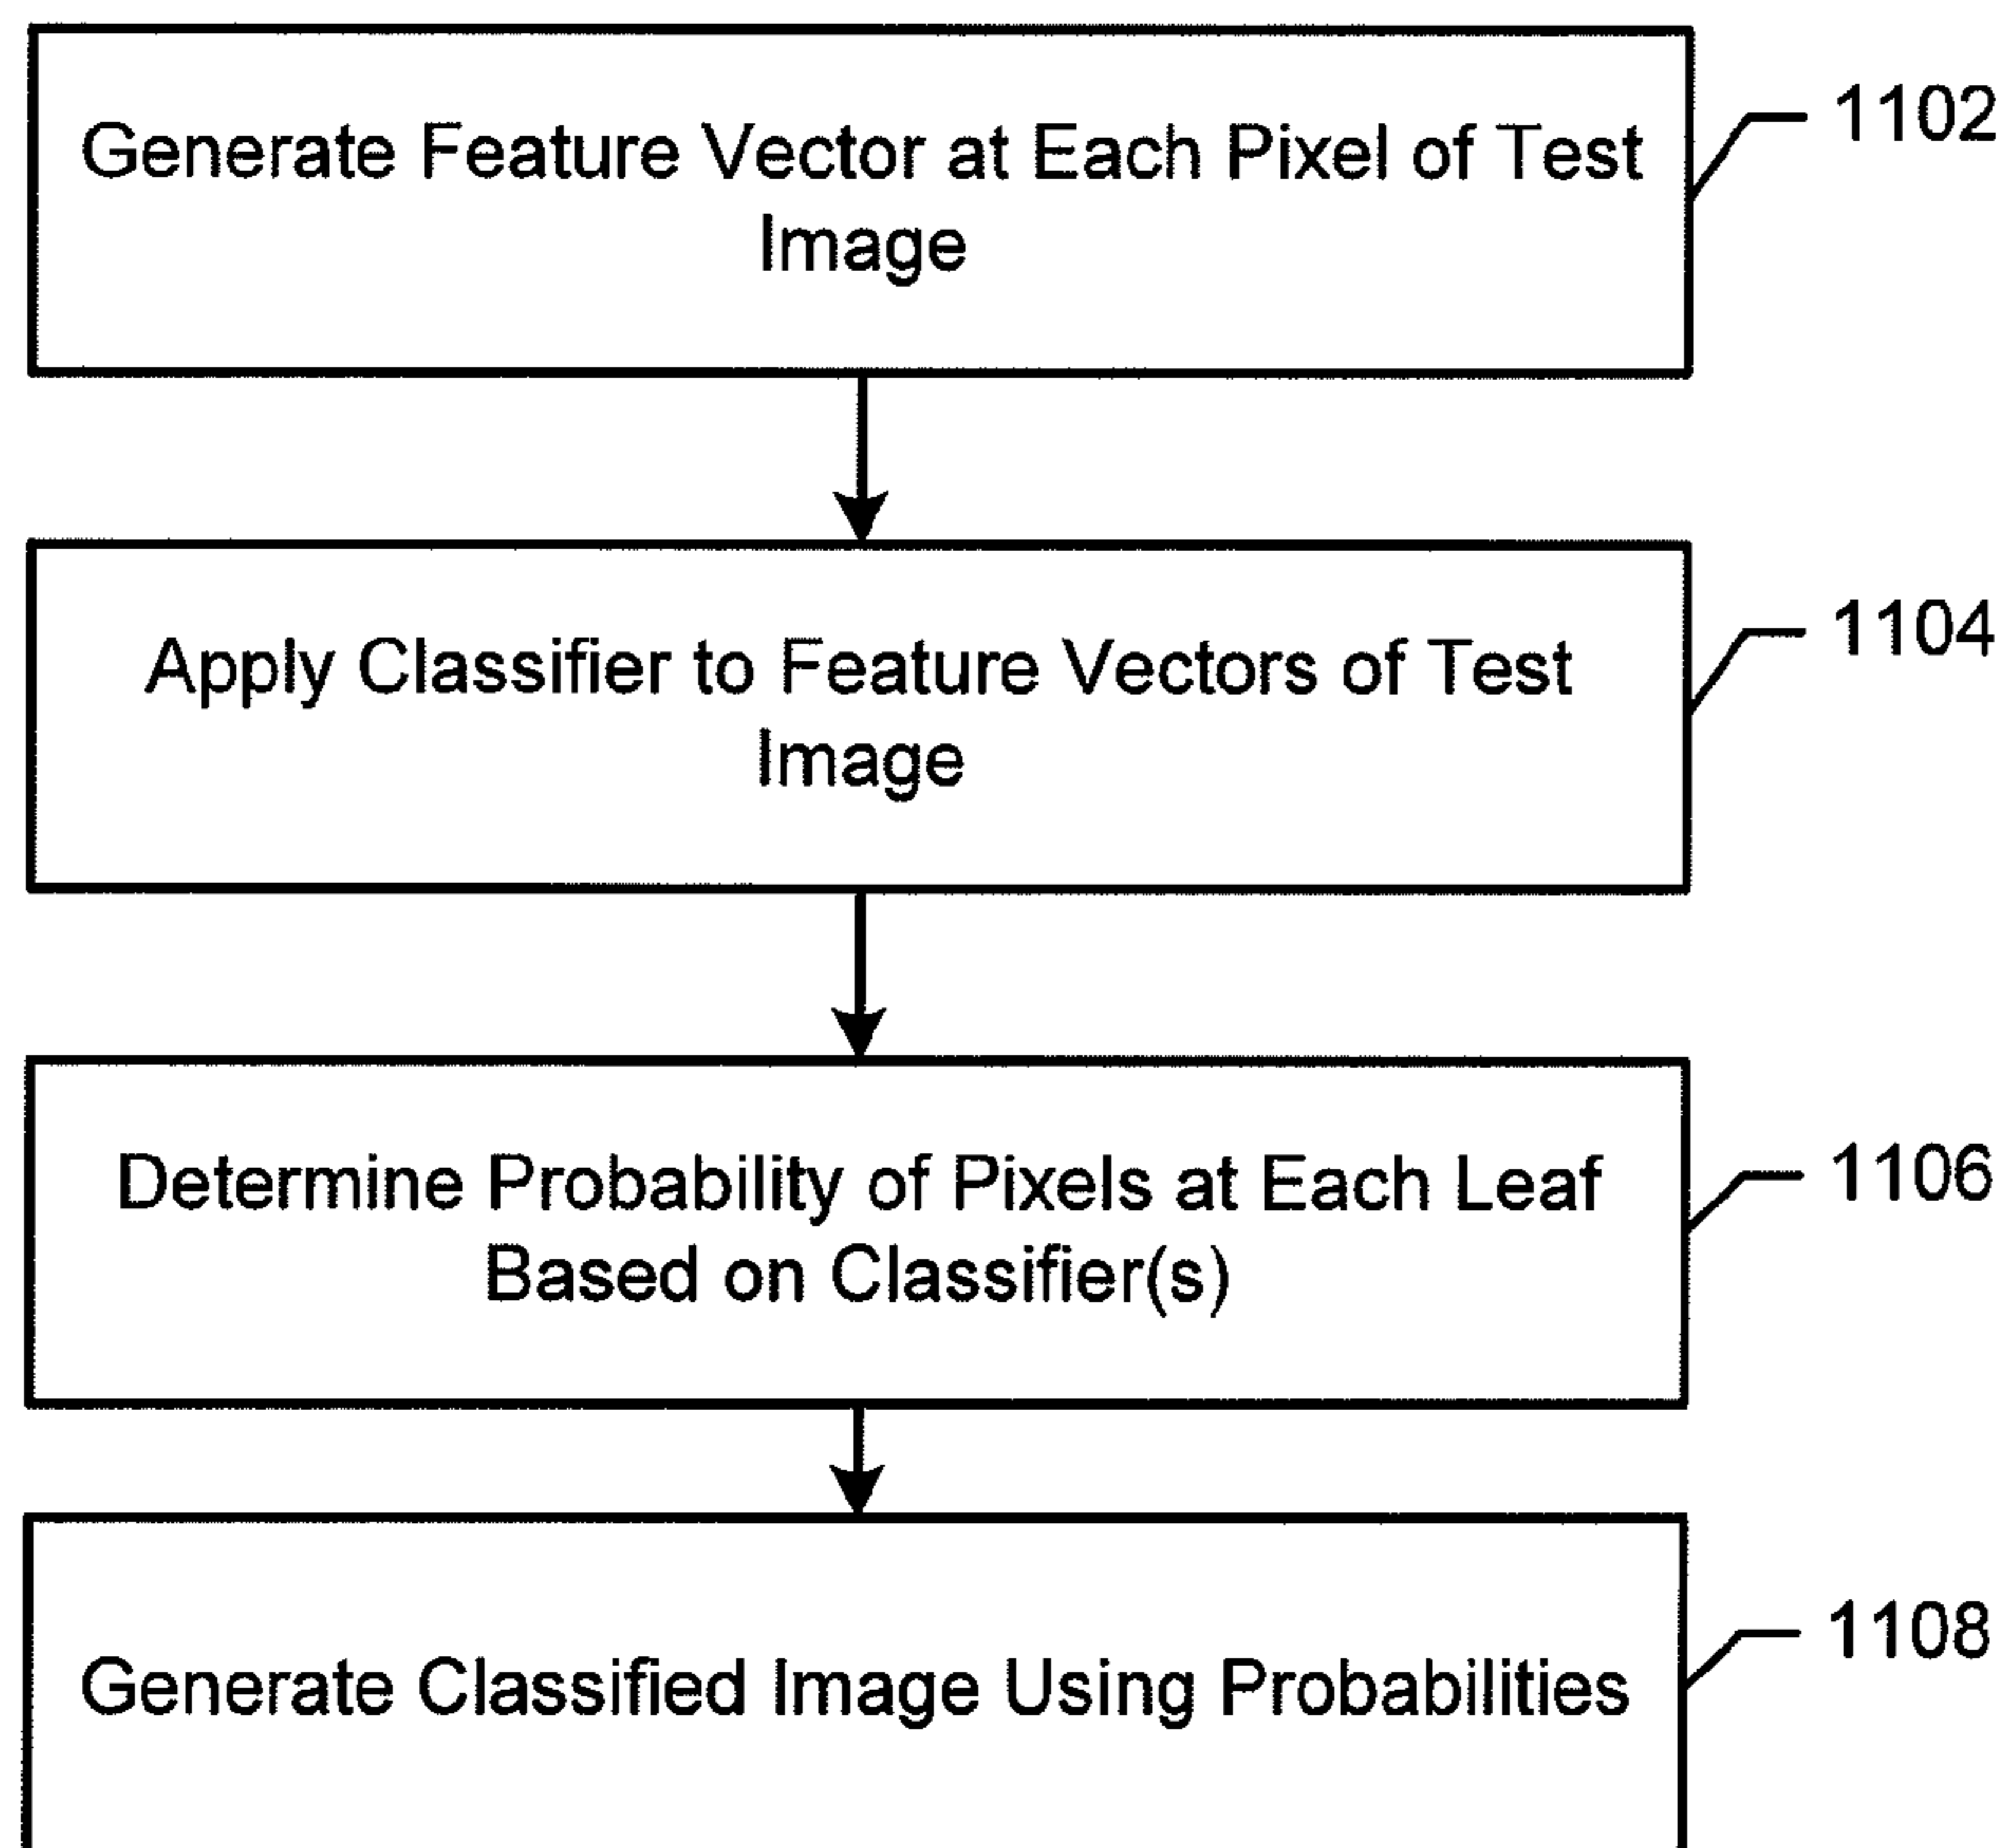 Generate Feature Vector at Each Pixel of Test
Image
1102
Apply Classifier to Feature Vectors of Test
Image
1104
Determine Probability of Pixels at Each Leaf
Based on Classifier(s)
1106
Generate Classified Image Using Probabilities
1108